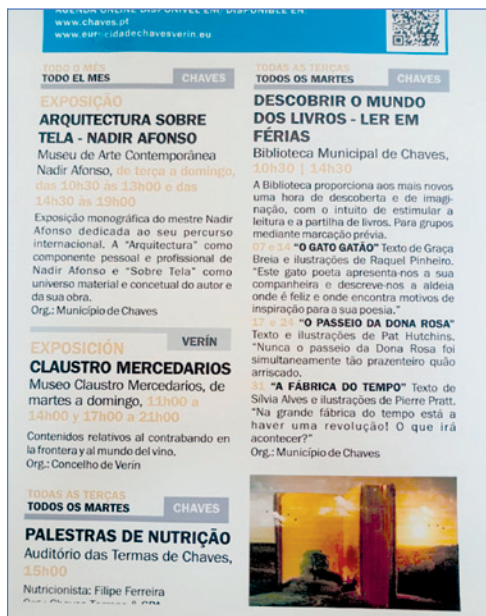 AGENDA ONLINE DISPONÍVEL EM/DISPONIBLE EN:
www.chaves.pt
www.eurocidadechavesverin.eu
TODO O MÊS
TODO EL MES
CHAVES
EXPOSIÇÃO
ARQUITECTURA SOBRE
TELA - NADIR AFONSO
Museu de Arte Contemporânea
Nadir Afonso, de terça a domingo,
das 10h30 às 13h00 e das
14h30 às 19h00
Exposição monográfica do mestre Nadir
Afonso dedicada ao seu percurso
internacional. A "Arquitectura" como
componente pessoal e profissional de
Nadir Afonso e "Sobre Tela" como
universo material e concetual do autor e
da sua obra.
Org.: Município de Chaves
VERÍN
EXPOSICIÓN
CLAUSTRO MERCEDARIOS
Museo Claustro Mercedarios, de
martes a domingo, 11h00 a
14h00 y 17h00 a 21h00
Contenidos relativos al contrabando en
la frontera y al mundo del vino.
Org.: Concelho de Verín
TODAS AS TERÇAS
TODOS OS MARTES
CHAVES
PALESTRAS DE NUTRIÇÃO
Auditório das Termas de Chaves,
15h00
Nutricionista: Filipe Ferreira
TODAS AS TERÇAS
TODOS OS MARTES
CHAVES
DESCOBRIR O MUNDO
DOS LIVROS - LER EM
FÉRIAS
Biblioteca Municipal de Chaves,
10h30 | 14h30
A Biblioteca proporciona aos mais novos
uma hora de descoberta e de imagi-
nação, com o intuito de estimular a
leitura e a partilha de livros. Para grupos
mediante marcação prévia.
07 e 14 "O GATO GATÃO" Texto de Graça
Breia e ilustrações de Raquel Pinheiro.
"Este gato poeta apresenta-nos a sua
companheira e descreve-nos a aldeia
onde é feliz e onde encontra motivos de
inspiração para a sua poesia."
17 e 24 "O PASSEIO DA DONA ROSA"
Texto e ilustrações de Pat Hutchins.
"Nunca o passeio da Dona Rosa foi
simultaneamente tão prazenteiro quão
arriscado.
31 "A FÁBRICA DO TEMPO" Texto de
Sílvia Alves e ilustrações de Pierre Pratt.
"Na grande fábrica do tempo está a
haver uma revolução! O que irá
acontecer?"
Org.: Município de Chaves